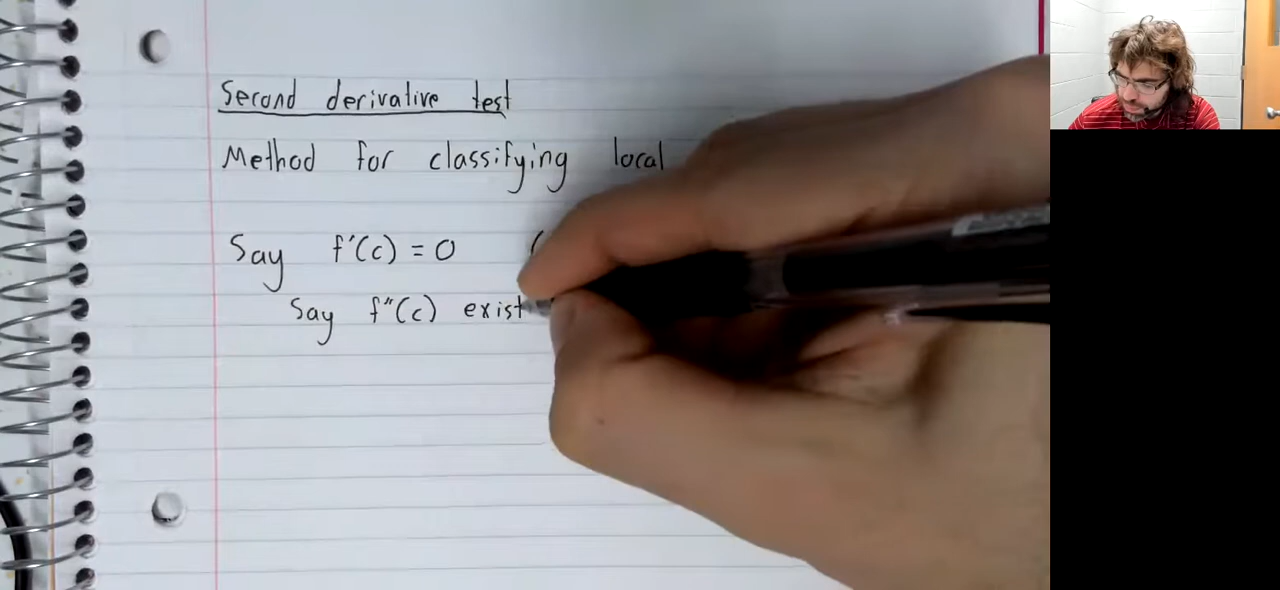 Second derivative test
Method for classifying local
Say f'(c) = 0 (
Say f''(c) exist